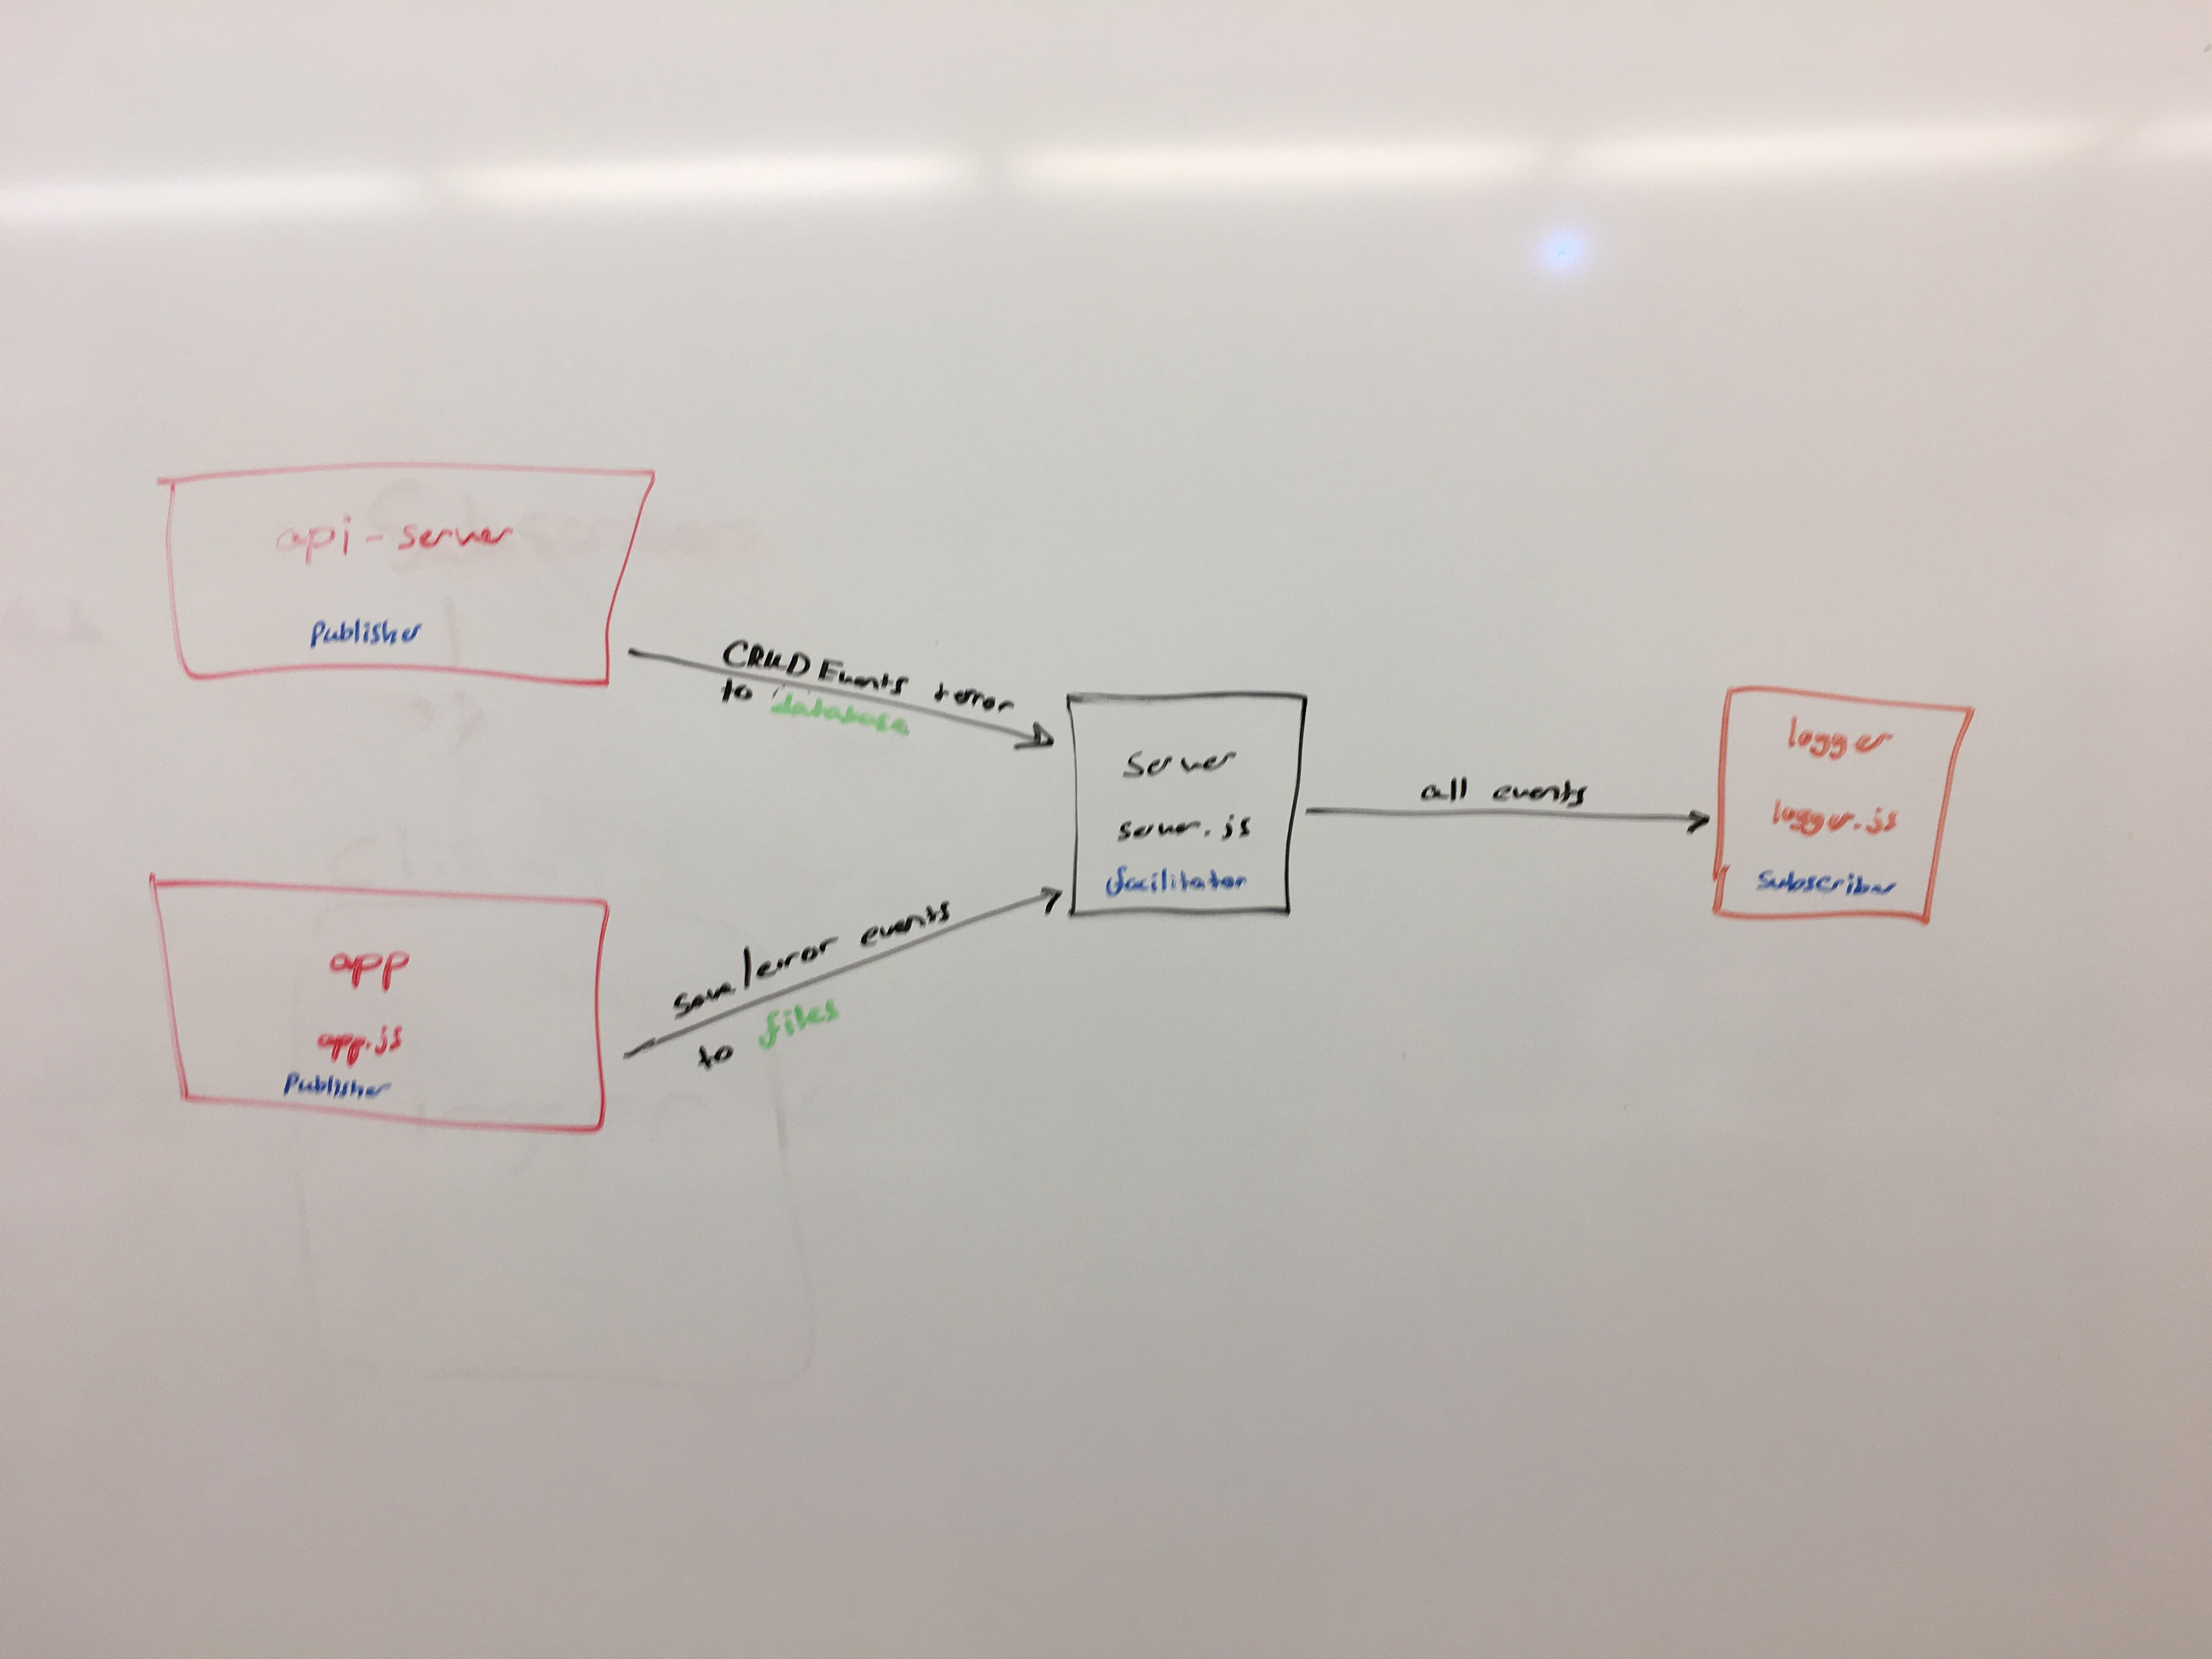 api-server
Publisher
CRUD Events + error
to database
app
app.js
Publisher
save/error events
to files
Server
server.js
facilitator
all events
logger
logger.js
Subscriber